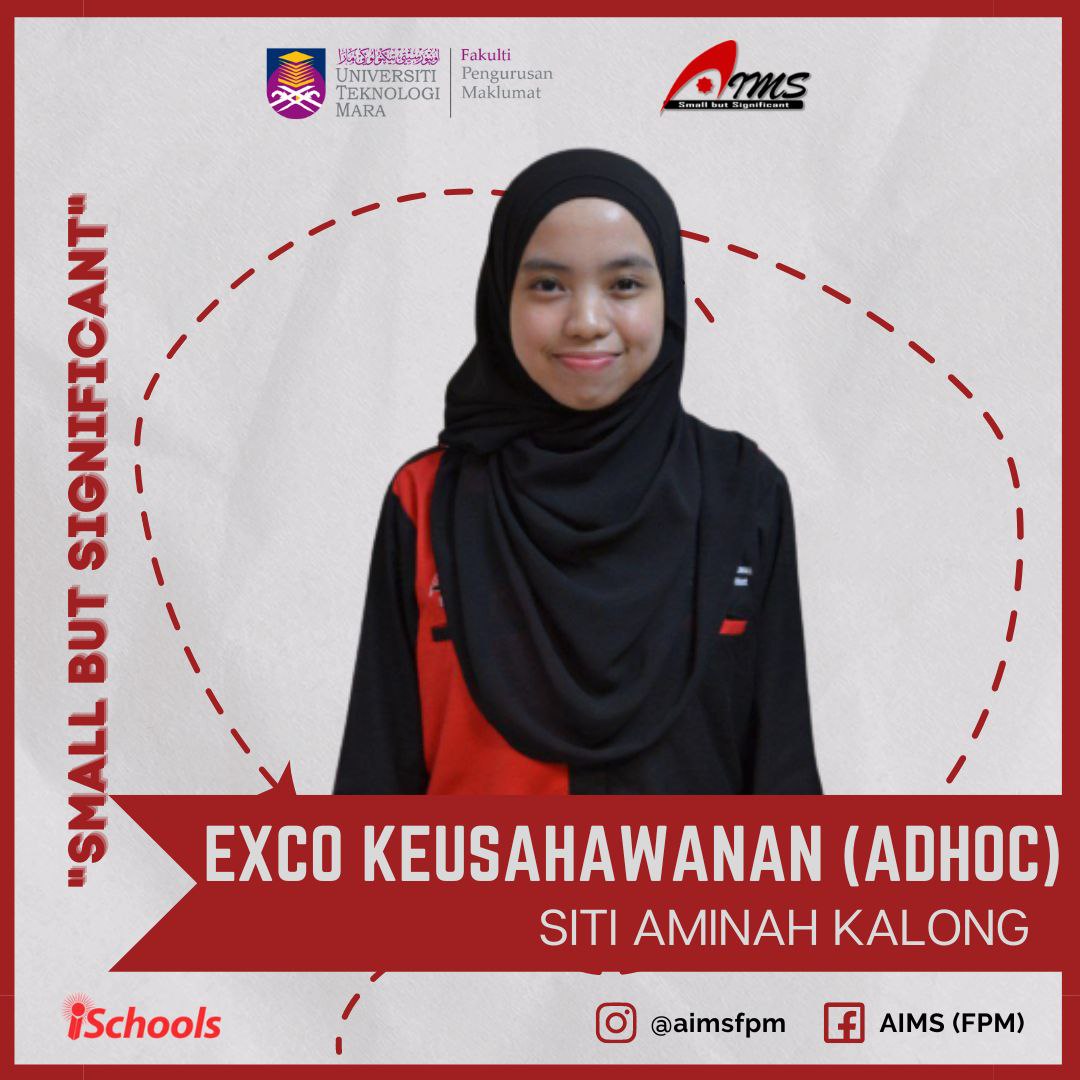 UNIVERSITI
TEKNOLOGI
MARA
Fakulti
Pengurusan
Maklumat
AIMS
Small but Significant
"SMALL BUT SIGNIFICANT"
EXCO KEUSAHAWANAN (ADHOC)
SITI AMINAH KALONG
iSchools
@aimsfpm
AIMS (FPM)